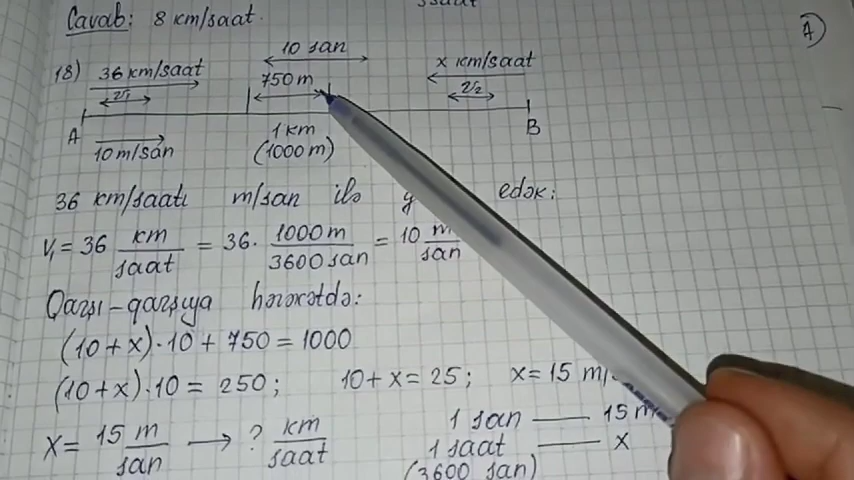 Cavab: 8 km/saat.
10 san
A)
18) 36 km/saat
x km/saat
750 m
V₁
V₂
A
B
10 m/san
1 km
(1000 m)
36 km/saatı m/san ilə edək:
V₁ = 36 km/saat = 36 · 1000 m/3600 san = 10 m/san
Qarşı-qarşıya hərəkətdə:
(10+x)·10 + 750 = 1000
(10+x)·10 = 250; 10+x = 25; x = 15 m/
1 san —— 15 m
x = 15 m/san → ? km/saat
1 saat —— x
(3600 san)